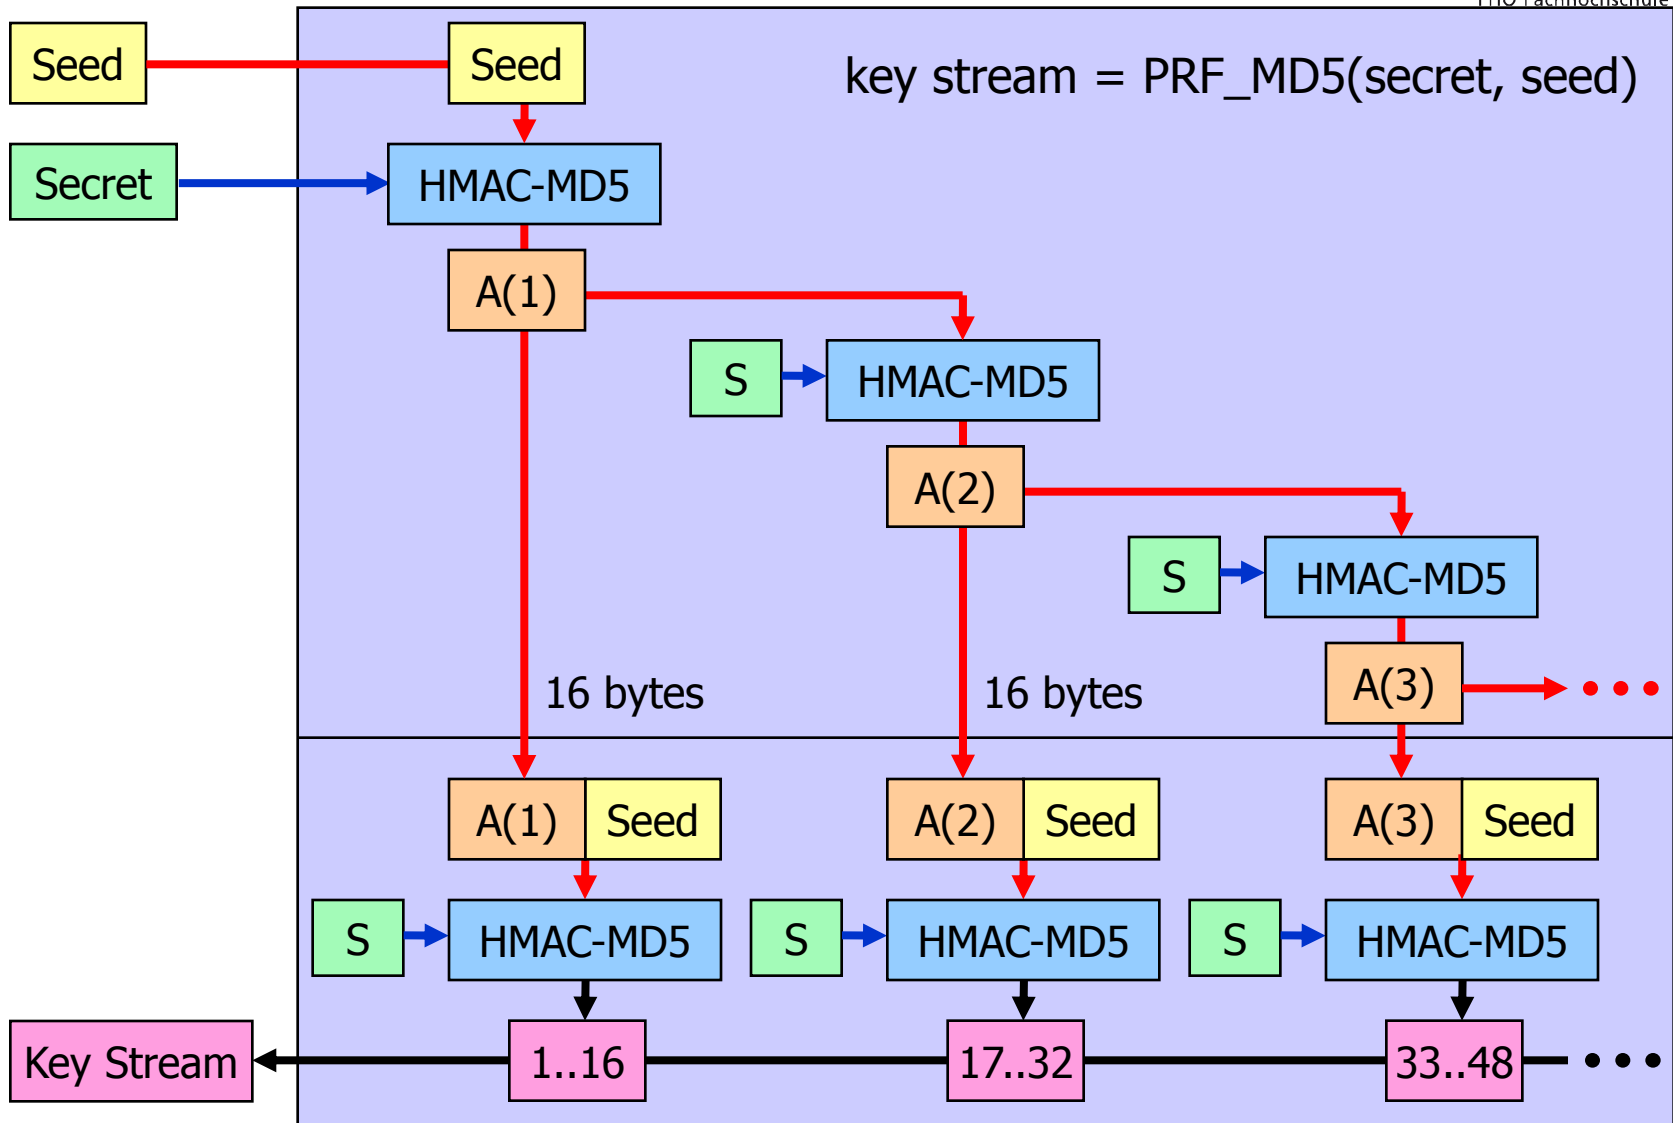 Seed
Seed
key stream = PRF_MD5(secret, seed)
Secret
HMAC-MD5
A(1)
S
HMAC-MD5
A(2)
S
HMAC-MD5
16 bytes
16 bytes
A(3)
A(1) Seed
A(2) Seed
A(3) Seed
S
HMAC-MD5
S
HMAC-MD5
S
HMAC-MD5
Key Stream
1..16
17..32
33..48